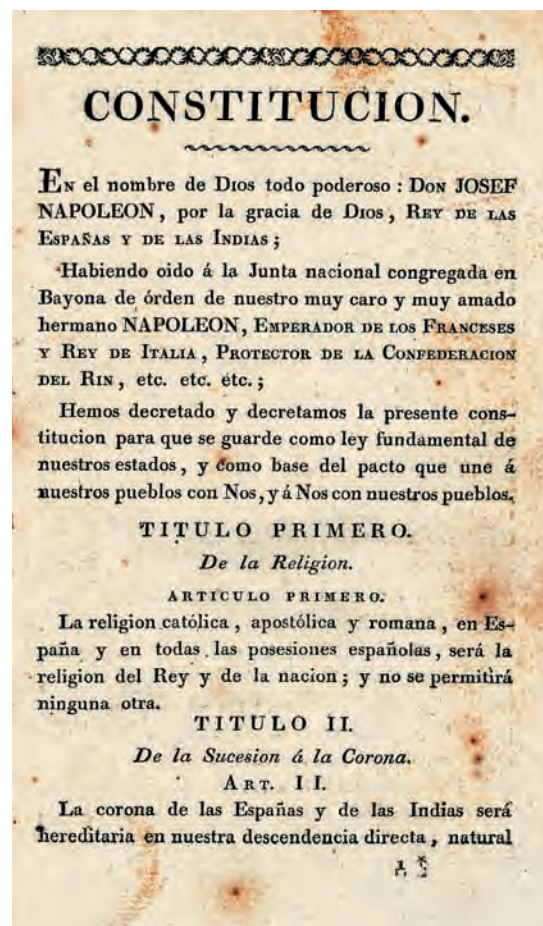 CONSTITUCION.
EN el nombre de DIOS todo poderoso : DON JOSEF
NAPOLEON, por la gracia de DIOS, REY DE LAS
ESPAÑAS Y DE LAS INDIAS ;
Habiendo oido á la Junta nacional congregada en
Bayona de órden de nuestro muy caro y muy amado
hermano NAPOLEON, EMPERADOR DE LOS FRANCESES
Y REY DE ITALIA, PROTECTOR DE LA CONFEDERACION
DEL RIN, etc. etc. etc. ;
Hemos decretado y decretamos la presente cons-
titucion para que se guarde como ley fundamental de
nuestros estados, y como base del pacto que une á
nuestros pueblos con Nos, y á Nos con nuestros pueblos.
TITULO PRIMERO.
De la Religion.
ARTICULO PRIMERO.
La religion católica, apostólica y romana, en Es-
paña y en todas las posesiones españolas, será la
religion del Rey y de la nacion ; y no se permitirá
ninguna otra.
TITULO II.
De la Sucesion á la Corona.
ART. II.
La corona de las Españas y de las Indias será
hereditaria en nuestra descendencia directa, natural